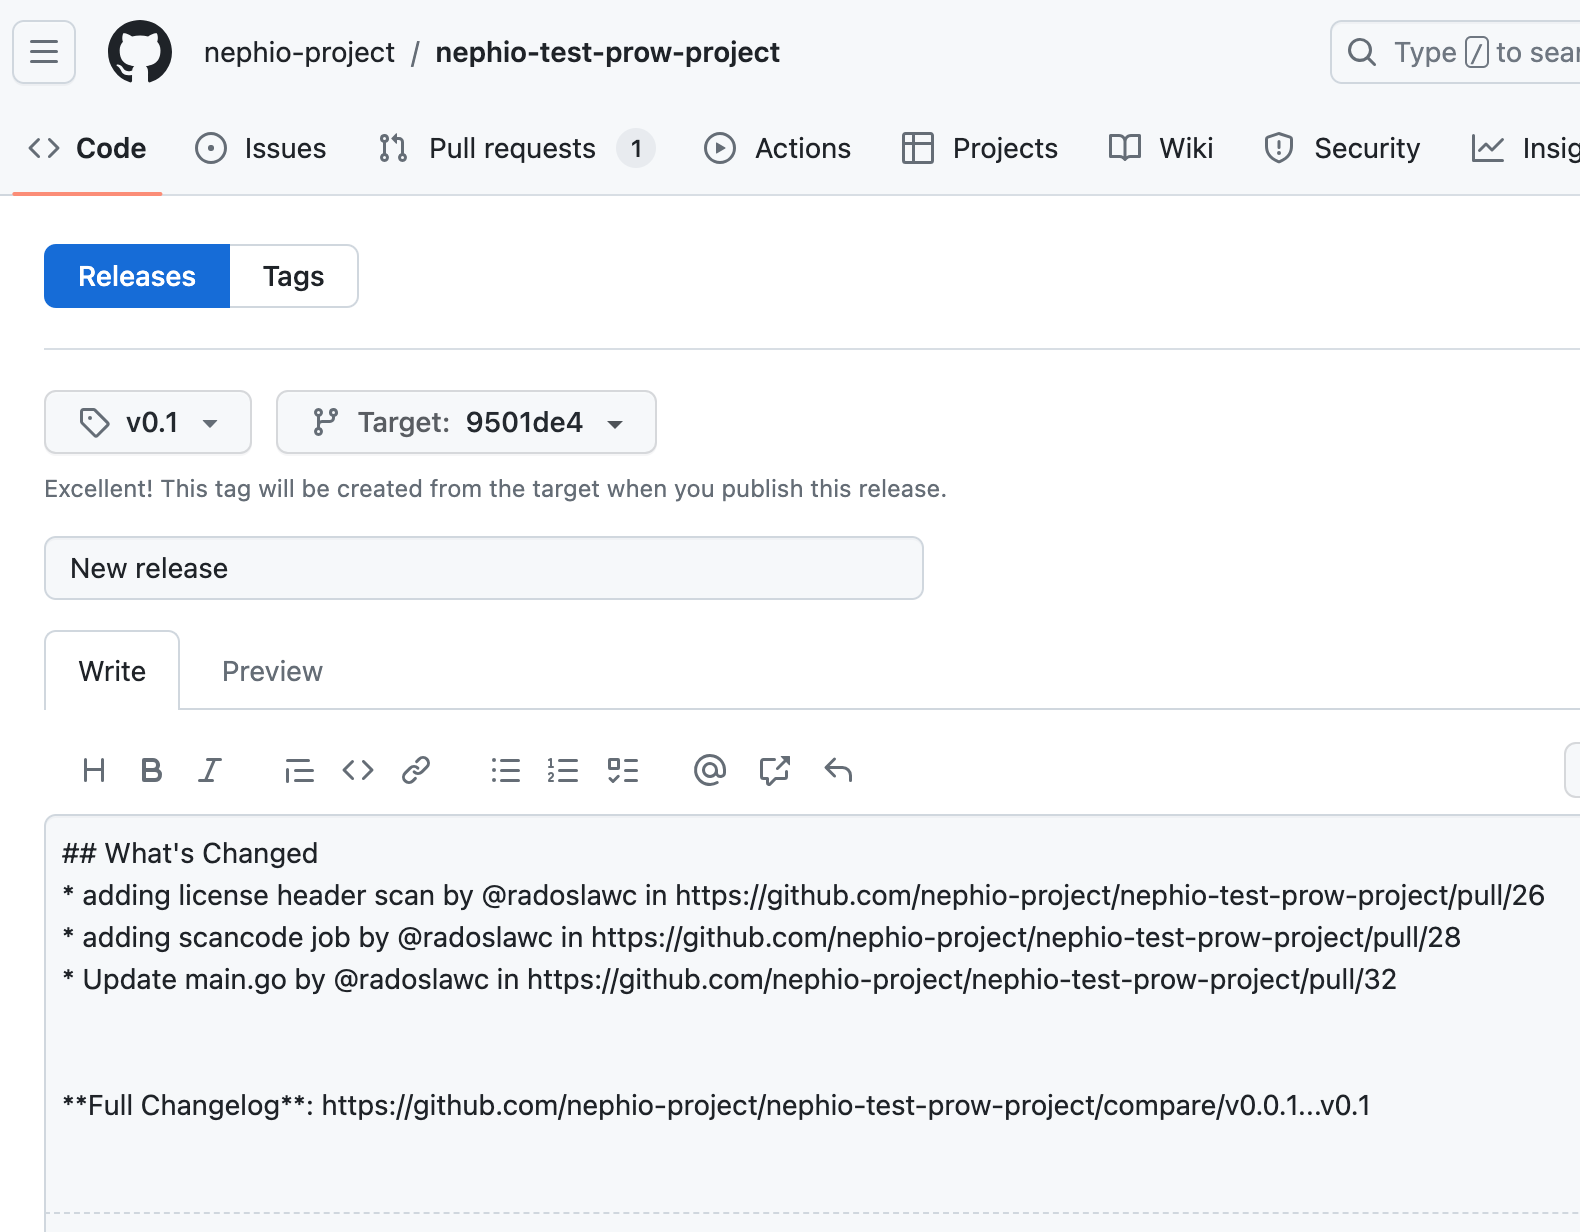 nephio-project / nephio-test-prow-project
Type / to sear
Code Issues Pull requests 1 Actions Projects Wiki Security Insig
Releases Tags
v0.1 Target: 9501de4
Excellent! This tag will be created from the target when you publish this release.
New release
Write Preview
## What's Changed
* adding license header scan by @radoslawc in https://github.com/nephio-project/nephio-test-prow-project/pull/26
* adding scancode job by @radoslawc in https://github.com/nephio-project/nephio-test-prow-project/pull/28
* Update main.go by @radoslawc in https://github.com/nephio-project/nephio-test-prow-project/pull/32
**Full Changelog**: https://github.com/nephio-project/nephio-test-prow-project/compare/v0.0.1...v0.1